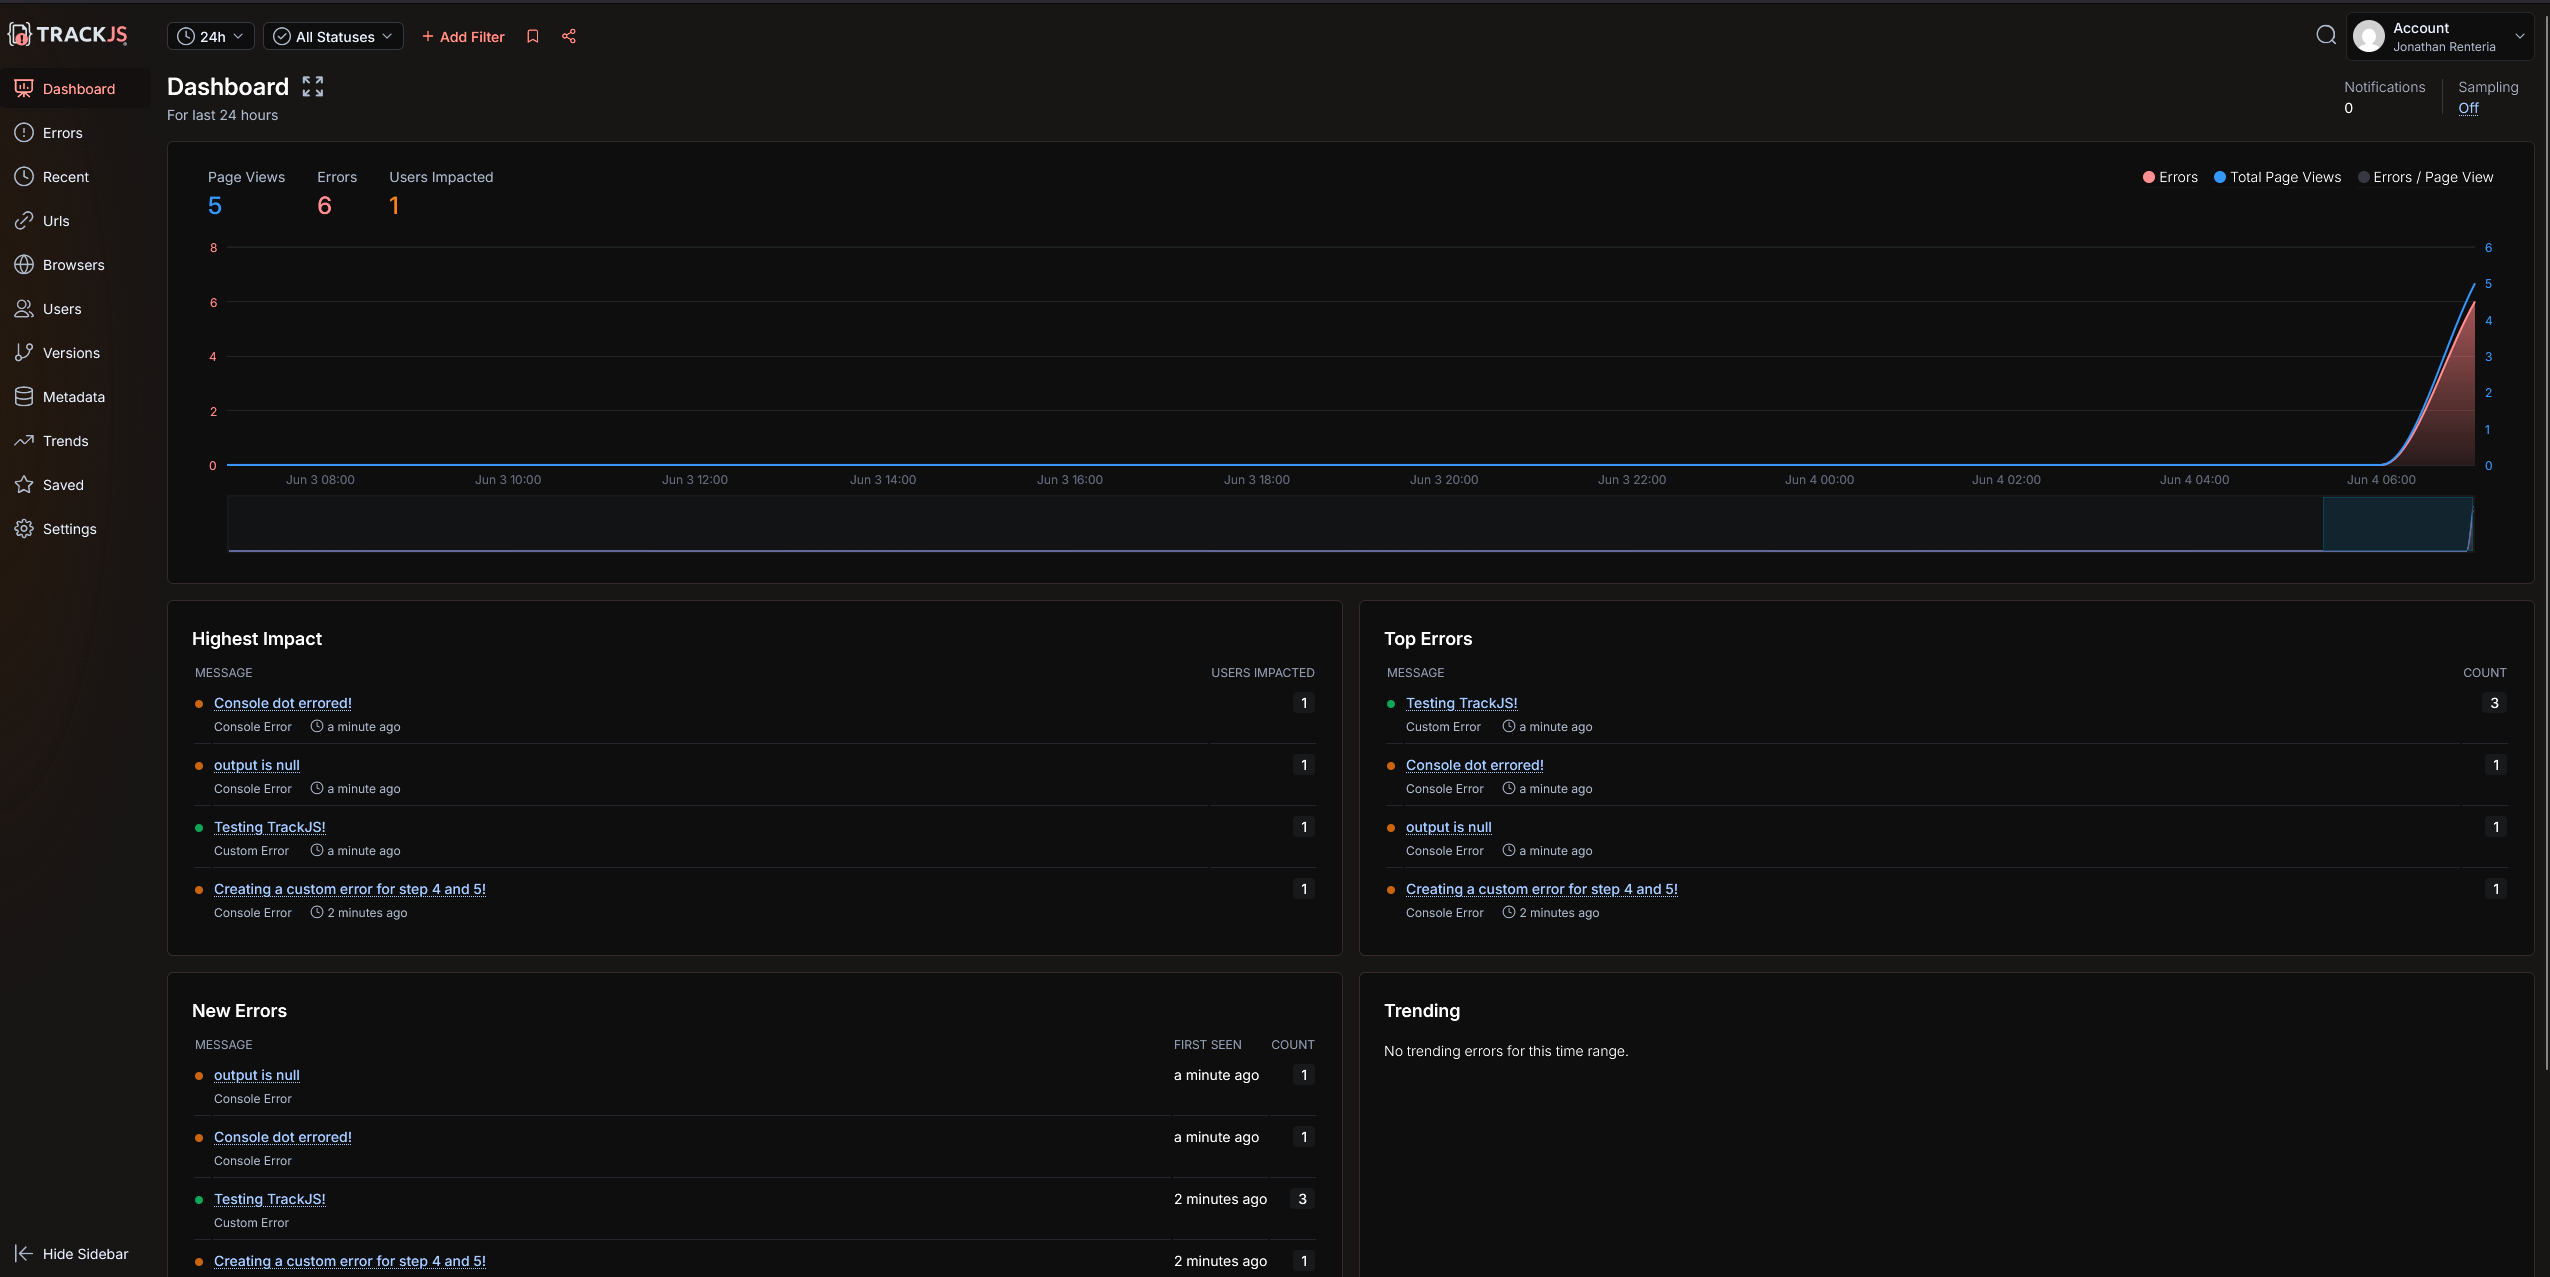 TRACKJS
24h
All Statuses
+ Add Filter
Account
Jonathan Renteria
Dashboard
Errors
Recent
Urls
Browsers
Users
Versions
Metadata
Trends
Saved
Settings
Hide Sidebar
Dashboard
For last 24 hours
Notifications
0
Sampling
Off
Page Views
5
Errors
6
Users Impacted
1
Errors
Total Page Views
Errors / Page View
8
6
4
2
0
6
5
4
3
2
1
0
Jun 3 08:00
Jun 3 10:00
Jun 3 12:00
Jun 3 14:00
Jun 3 16:00
Jun 3 18:00
Jun 3 20:00
Jun 3 22:00
Jun 4 00:00
Jun 4 02:00
Jun 4 04:00
Jun 4 06:00
Highest Impact
MESSAGE USERS IMPACTED
Console dot errored! 1
Console Error a minute ago
output is null 1
Console Error a minute ago
Testing TrackJS! 1
Custom Error a minute ago
Creating a custom error for step 4 and 5! 1
Console Error 2 minutes ago
Top Errors
MESSAGE COUNT
Testing TrackJS! 3
Custom Error a minute ago
Console dot errored! 1
Console Error a minute ago
output is null 1
Console Error a minute ago
Creating a custom error for step 4 and 5! 1
Console Error 2 minutes ago
New Errors
MESSAGE FIRST SEEN COUNT
output is null a minute ago 1
Console Error
Console dot errored! a minute ago 1
Console Error
Testing TrackJS! 2 minutes ago 3
Custom Error
Creating a custom error for step 4 and 5! 2 minutes ago 1
Trending
No trending errors for this time range.